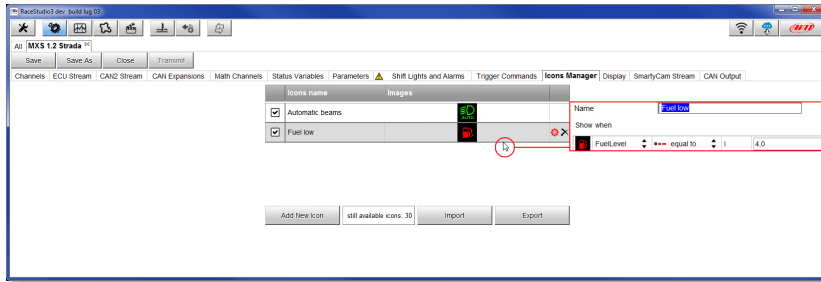 RaceStudio3 dev build lug 03
AiM
All MXS 1.2 Strada
Save Save As Close Transmit
Channels ECU Stream CAN2 Stream CAN Expansions Math Channels Status Variables Parameters Shift Lights and Alarms Trigger Commands Icons Manager Display SmartyCam Stream CAN Output
Icons name Images
Automatic beams AUTO
Fuel low
Name Fuel low
Show when
FuelLevel equal to l 4,0
Add New Icon still available icons: 30 Import Export